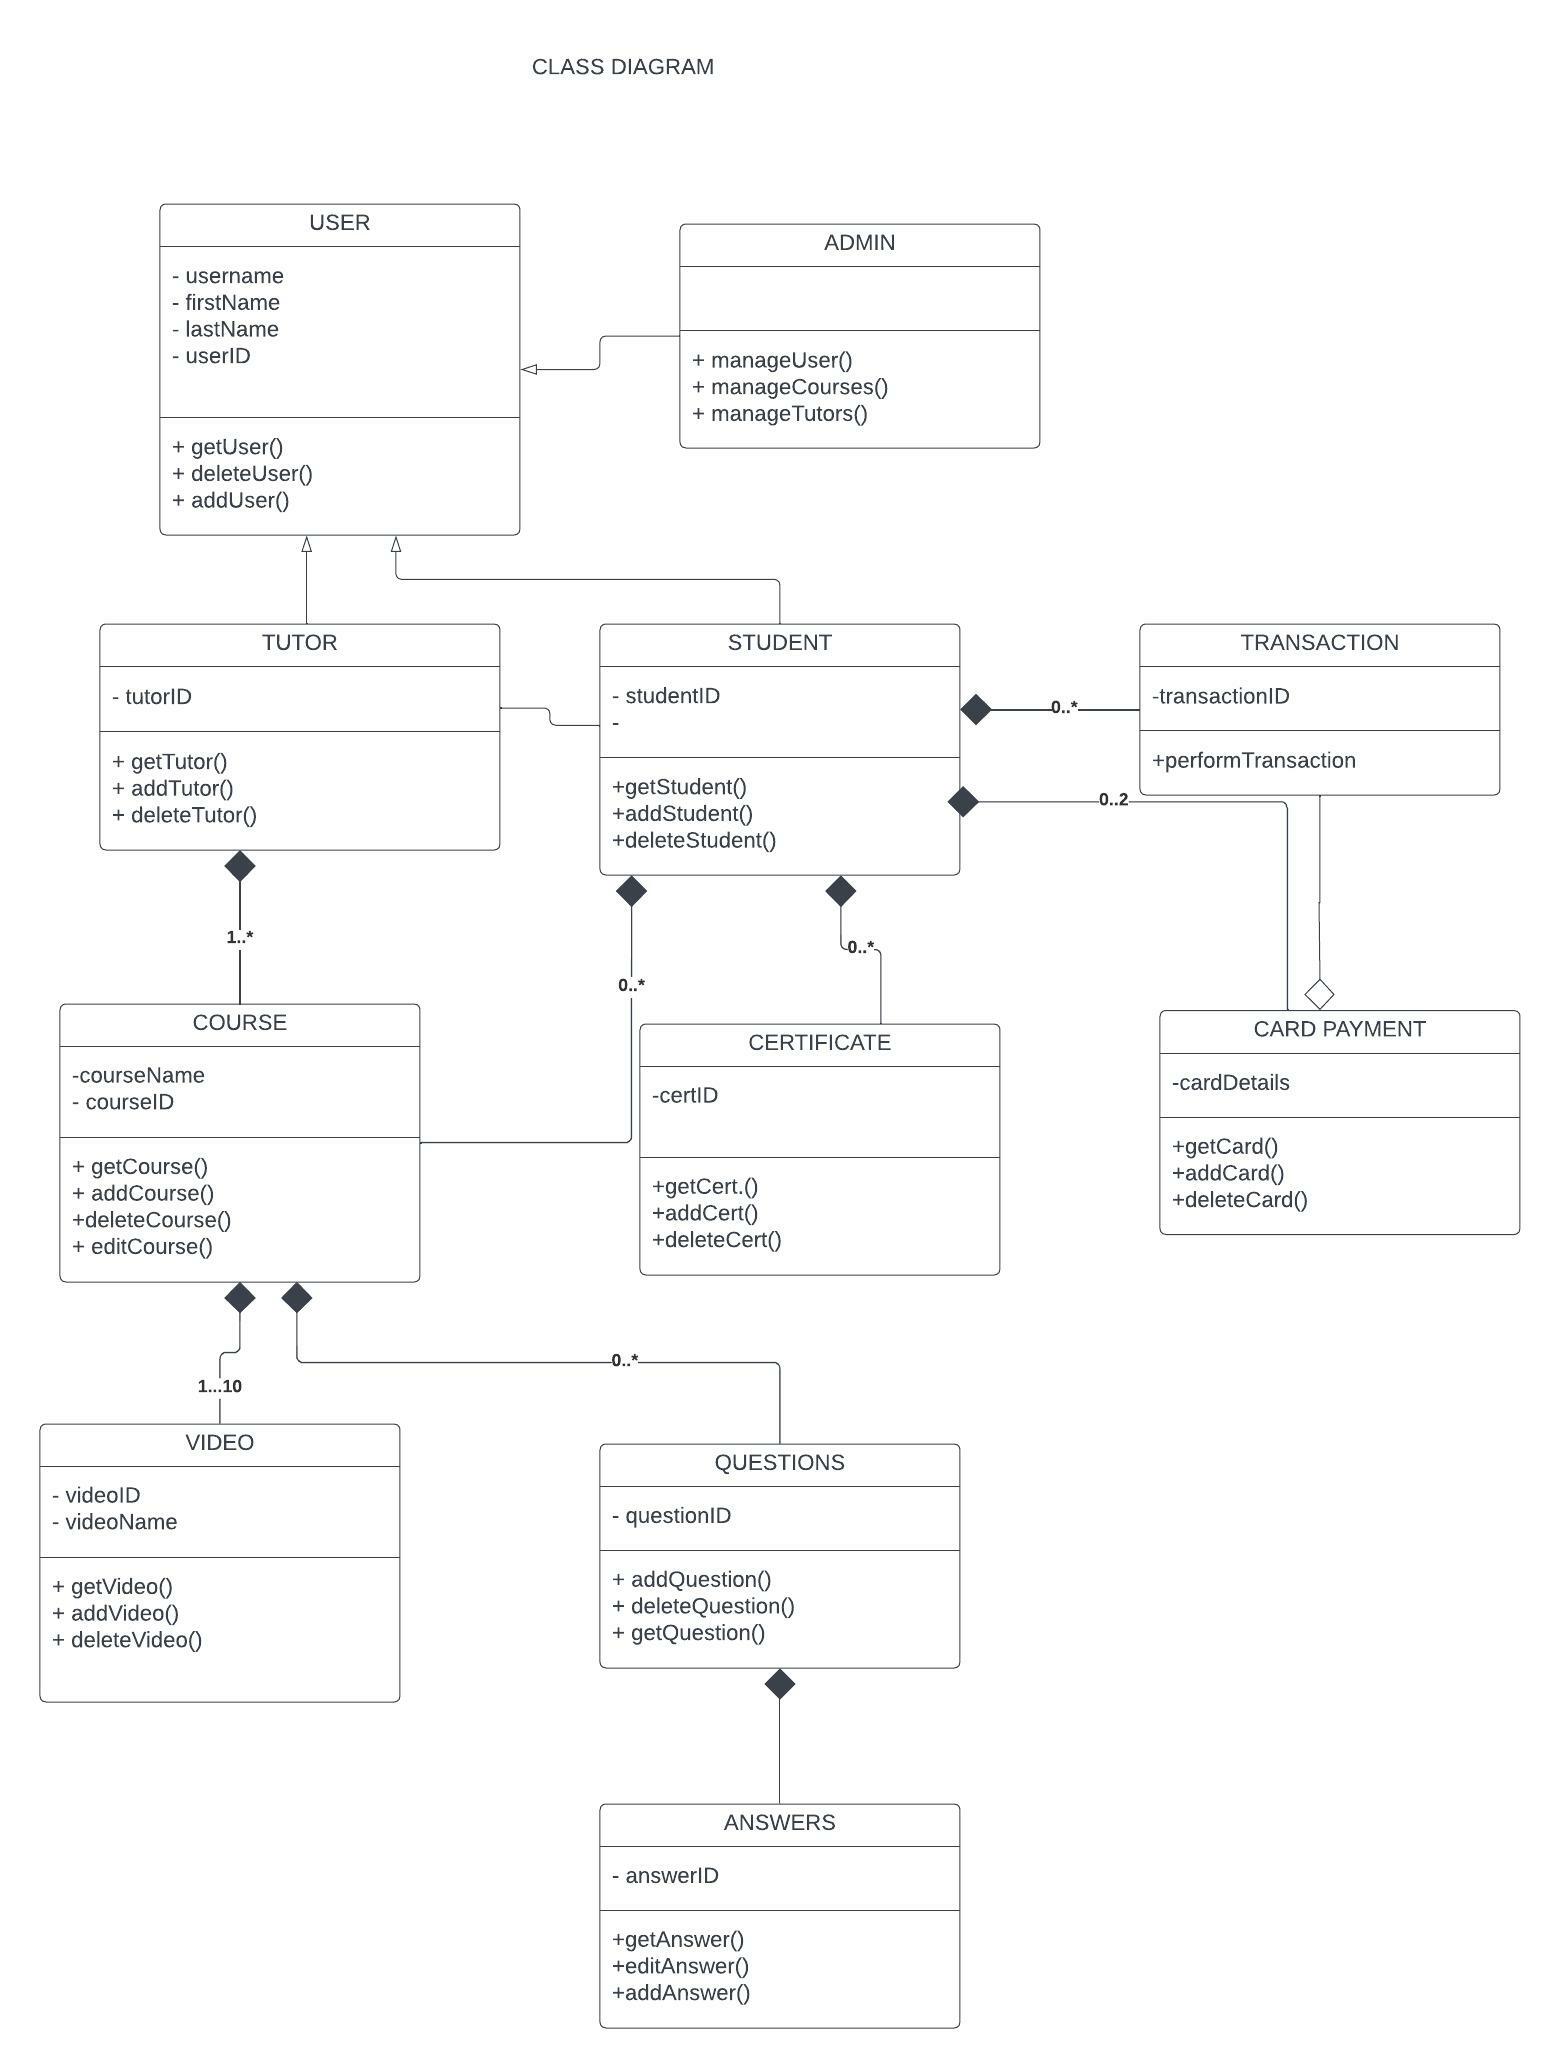 CLASS DIAGRAM
USER
- username
- firstName
- lastName
- userID
+ getUser()
+ deleteUser()
+ addUser()
ADMIN
+ manageUser()
+ manageCourses()
+ manageTutors()
TUTOR
- tutorID
+ getTutor()
+ addTutor()
+ deleteTutor()
STUDENT
- studentID
-
+getStudent()
+addStudent()
+deleteStudent()
0..*
TRANSACTION
-transactionID
+performTransaction
0..2
1..*
0..*
0..*
COURSE
-courseName
- courseID
+ getCourse()
+ addCourse()
+deleteCourse()
+ editCourse()
CERTIFICATE
-certID
+getCert.()
+addCert()
+deleteCert()
CARD PAYMENT
-cardDetails
+getCard()
+addCard()
+deleteCard()
1...10
0..*
VIDEO
- videoID
- videoName
+ getVideo()
+ addVideo()
+ deleteVideo()
QUESTIONS
- questionID
+ addQuestion()
+ deleteQuestion()
+ getQuestion()
ANSWERS
- answerID
+getAnswer()
+editAnswer()
+addAnswer()